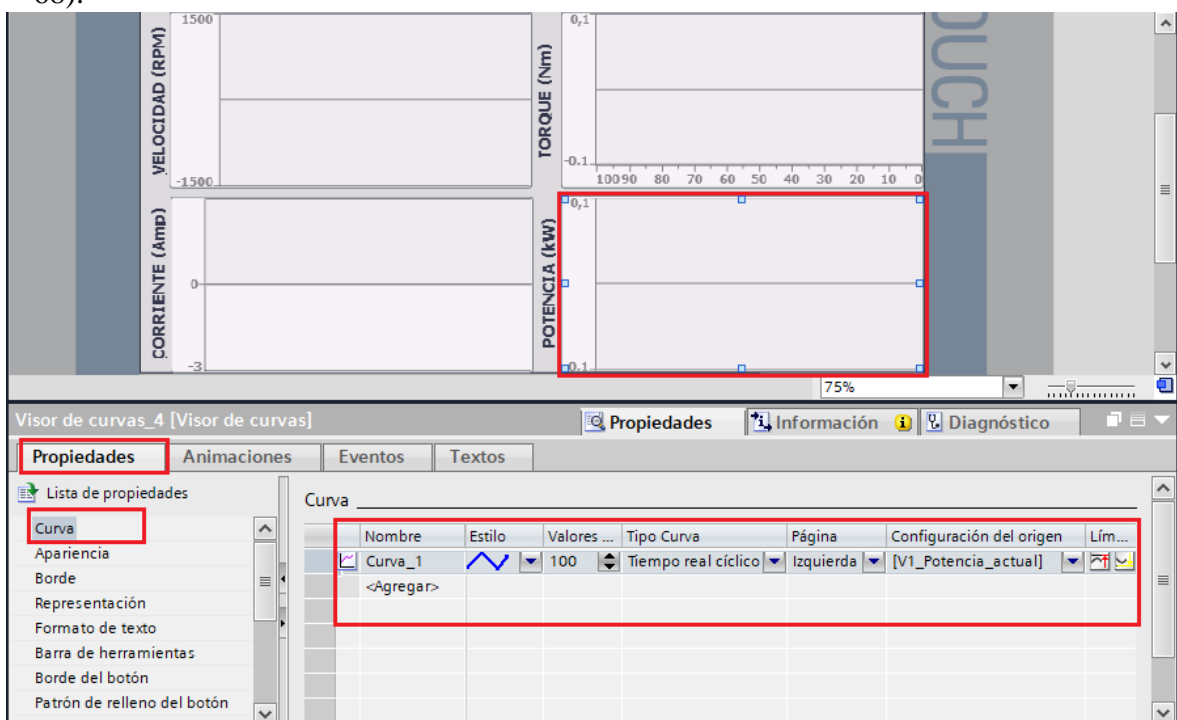 68).
1500
VELOCIDAD (RPM)
-1500
0,1
TORQUE (Nm)
-0.1
10090 80 70 60 50 40 30 20 10 0
OUCH
CORRIENTE (Amp)
0
-3
0,1
POTENCIA (kW)
0,1
75%
Visor de curvas_4 [Visor de curvas]
Propiedades Información Diagnóstico
Propiedades Animaciones Eventos Textos
Lista de propiedades
Curva
Apariencia
Borde
Representación
Formato de texto
Barra de herramientas
Borde del botón
Patrón de relleno del botón
Curva
Nombre Estilo Valores ... Tipo Curva Página Configuración del origen Lím...
Curva_1 100 Tiempo real cíclico Izquierda [V1_Potencia_actual]
<Agregar>